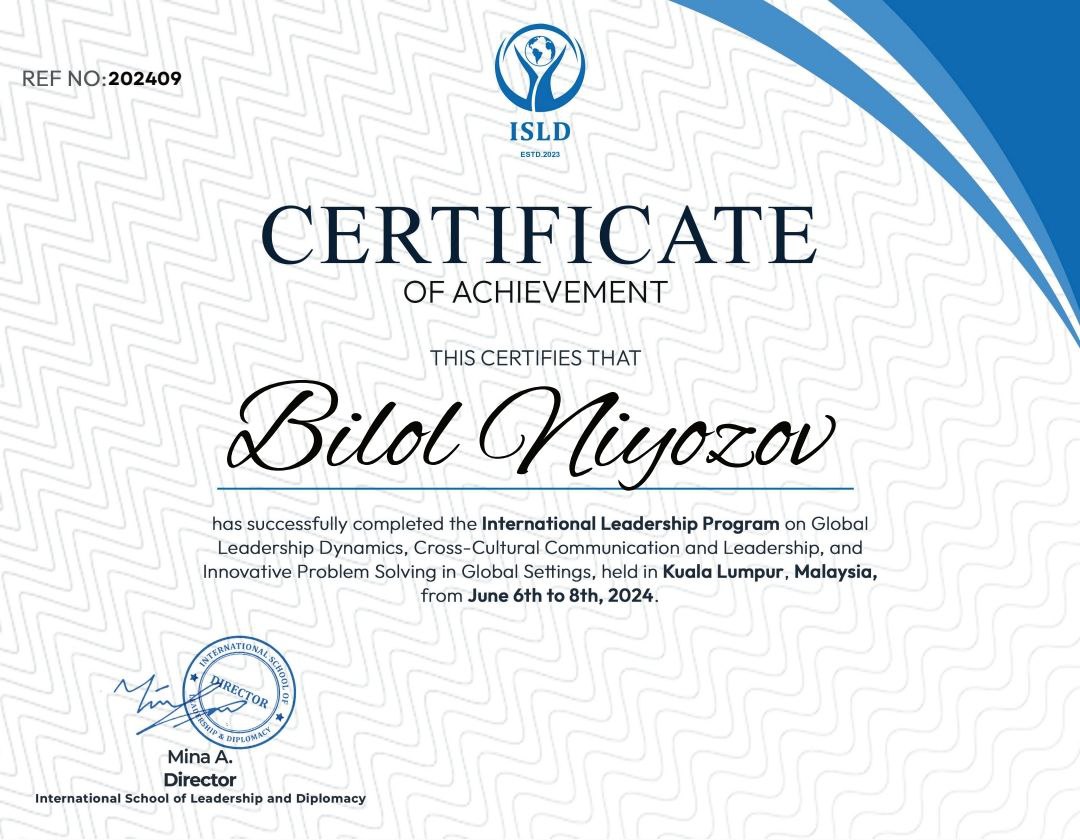 REF NO:202409
ISLD
ESTD.2023
CERTIFICATE
OF ACHIEVEMENT
THIS CERTIFIES THAT
Bilol Niyozov
has successfully completed the International Leadership Program on Global
Leadership Dynamics, Cross-Cultural Communication and Leadership, and
Innovative Problem Solving in Global Settings, held in Kuala Lumpur, Malaysia,
from June 6th to 8th, 2024.
INTERNATIONAL SCHOOL OF
LEADERSHIP & DIPLOMACY
DIRECTOR
Mina A.
Director
International School of Leadership and Diplomacy